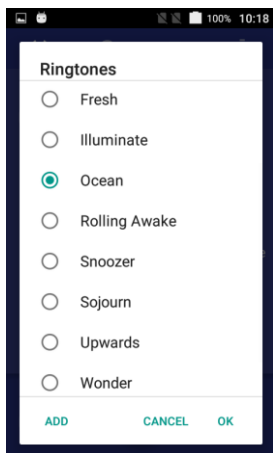 100% 10:18
Ringtones
Fresh
Illuminate
Ocean
Rolling Awake
Snoozer
Sojourn
Upwards
Wonder
ADD CANCEL OK